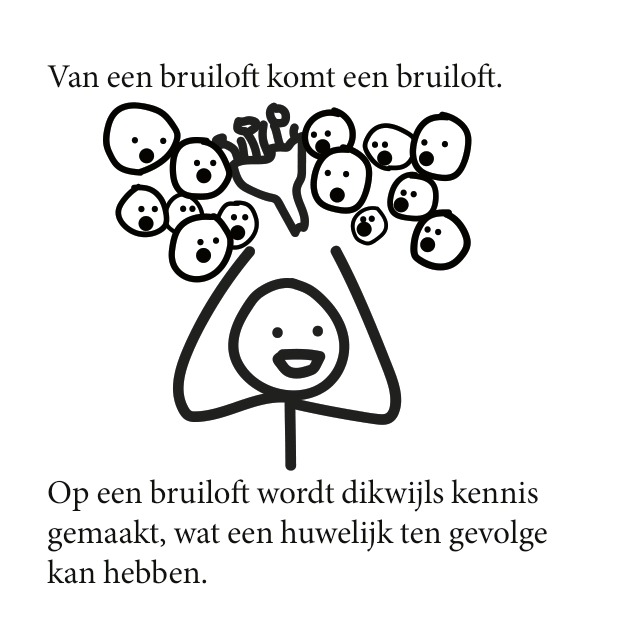 Van een bruiloft komt een bruiloft.
Op een bruiloft wordt dikwijls kennis
gemaakt, wat een huwelijk ten gevolge
kan hebben.